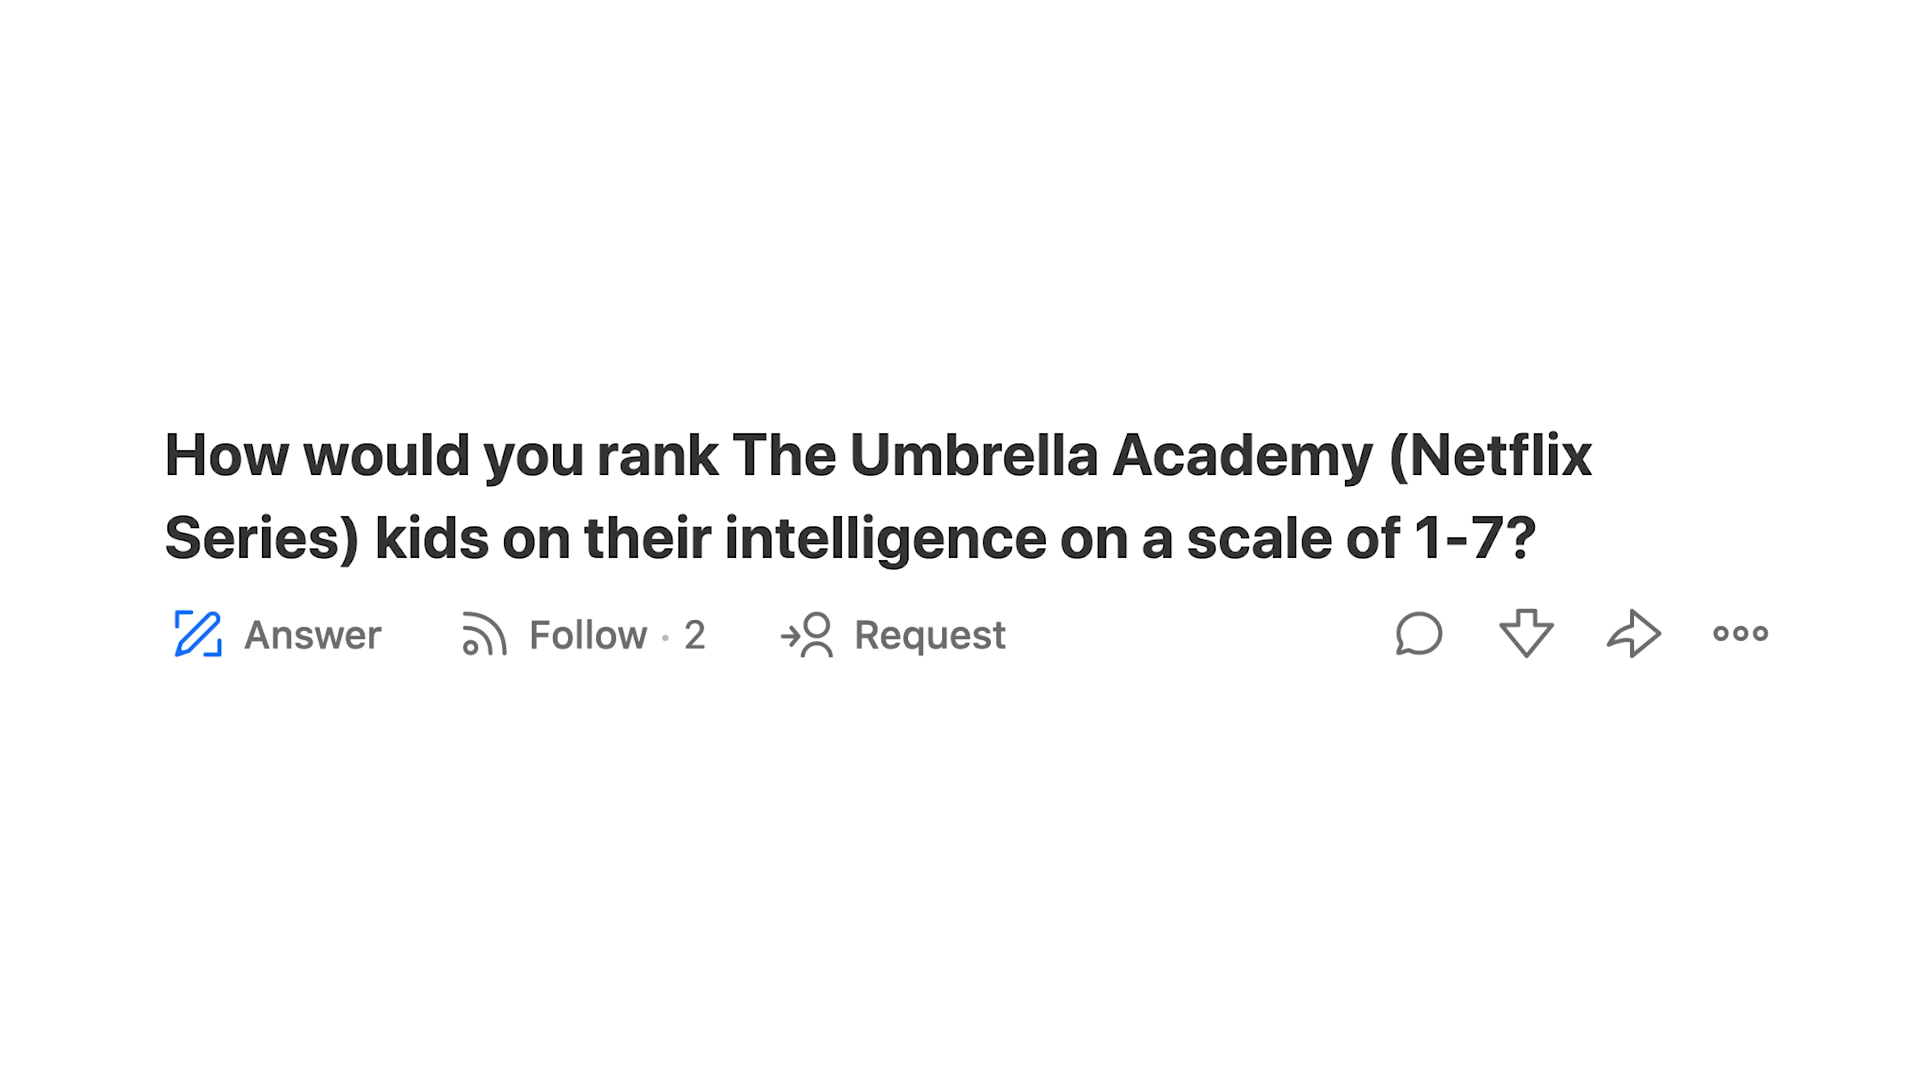 How would you rank The Umbrella Academy (Netflix
Series) kids on their intelligence on a scale of 1-7?
Answer Follow · 2 Request